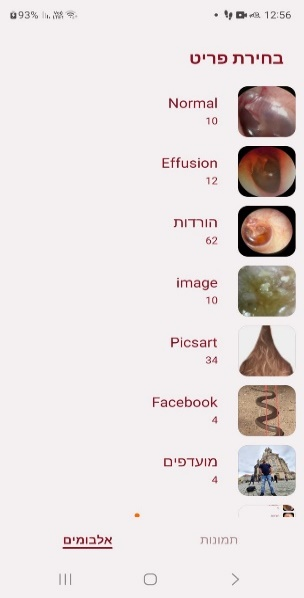 93% 12:56
בחירת פריט
Normal
10
Effusion
12
הורדות
62
image
10
Picsart
34
Facebook
4
מועדפים
4
תמונות אלבומים